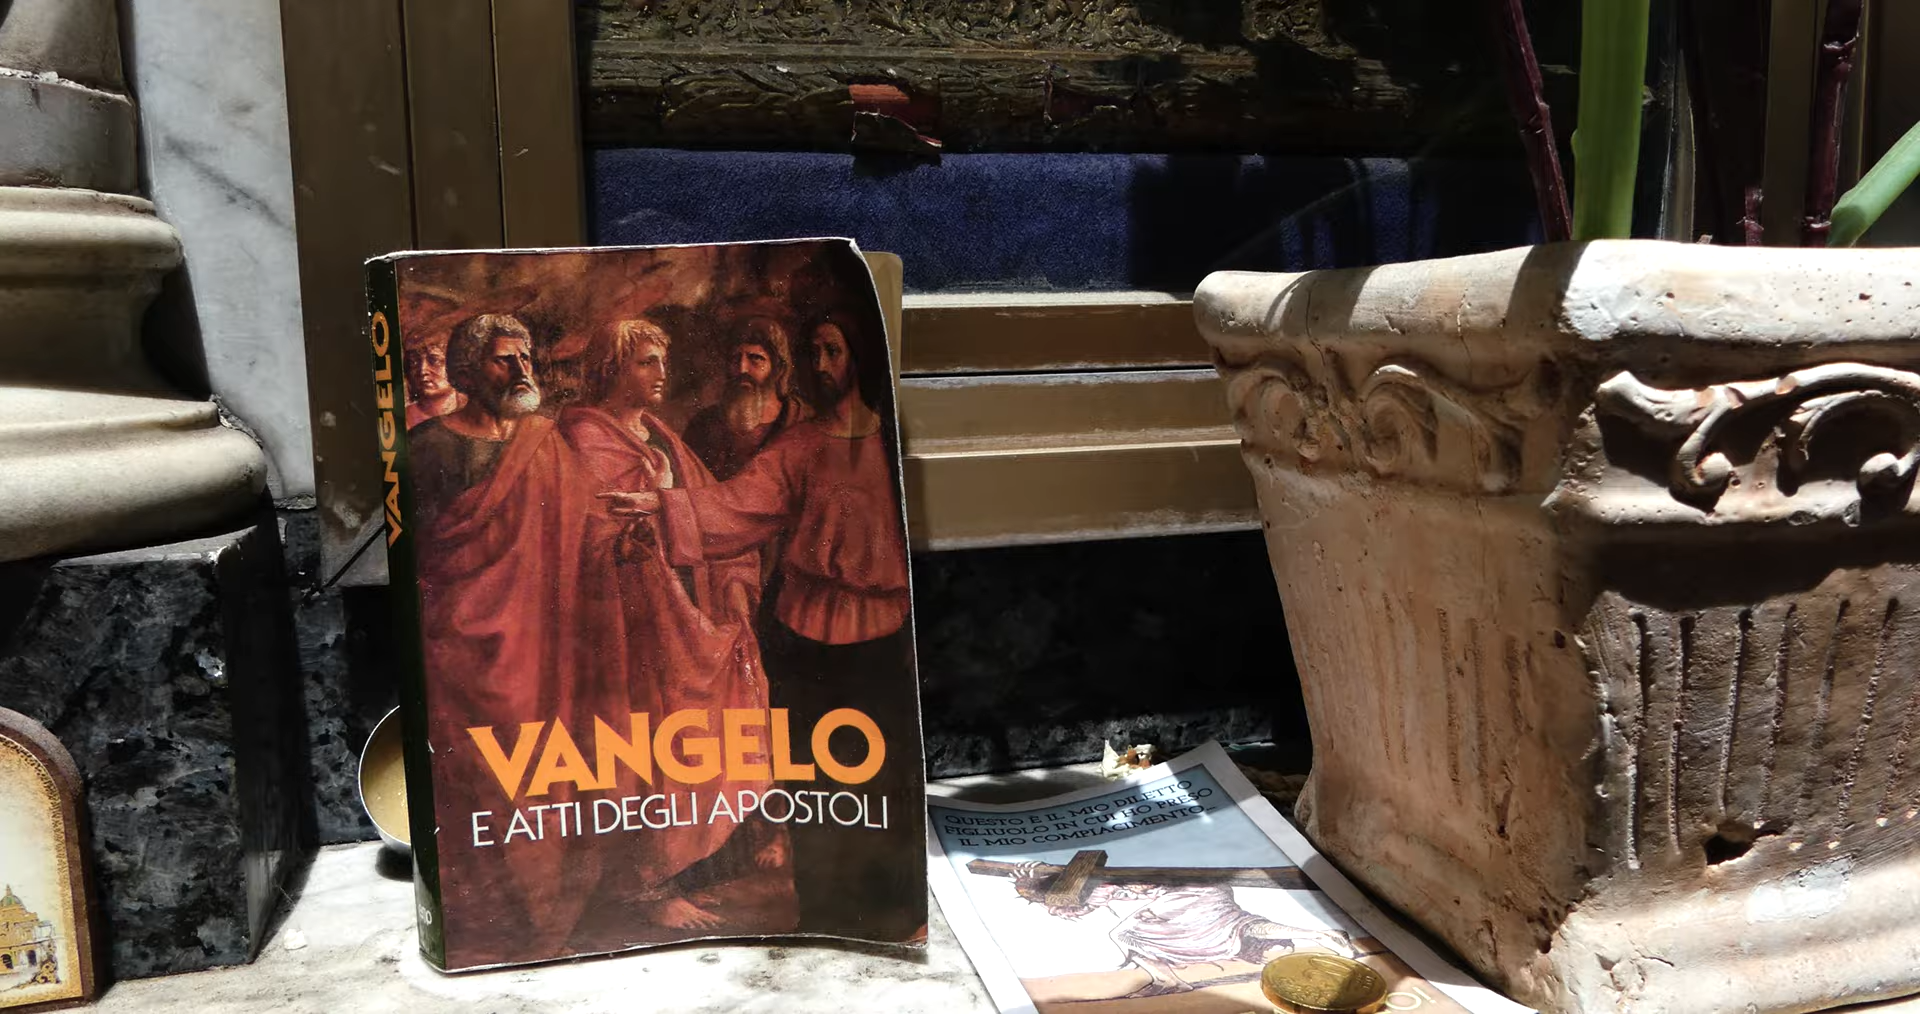 VANGELO
VANGELO
E ATTI DEGLI APOSTOLI
QUESTO E IL MIO DILETTO
FIGLIUOLO IN CUI HO PRESO
IL MIO COMPIACIMENTO...